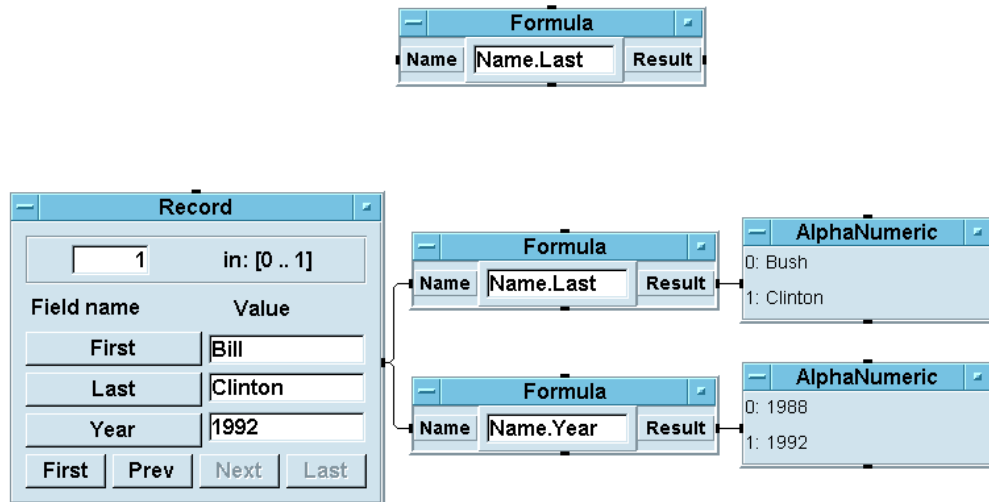 Formula
Name Name.Last Result
Record
1 in: [0 .. 1]
Field name Value
First Bill
Last Clinton
Year 1992
First Prev Next Last
Formula
Name Name.Last Result
AlphaNumeric
0: Bush
1: Clinton
Formula
Name Name.Year Result
AlphaNumeric
0: 1988
1: 1992